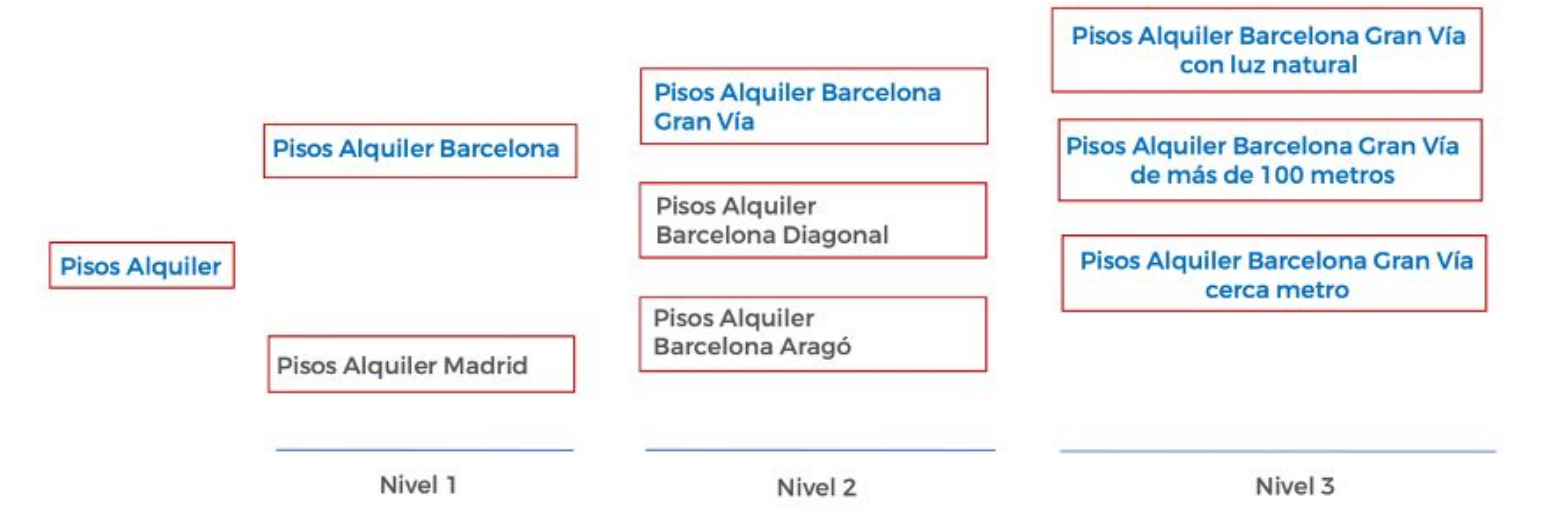 Pisos Alquiler
Pisos Alquiler Barcelona
Pisos Alquiler Madrid
Nivel 1
Pisos Alquiler Barcelona
Gran Vía
Pisos Alquiler
Barcelona Diagonal
Pisos Alquiler
Barcelona Aragó
Nivel 2
Pisos Alquiler Barcelona Gran Vía
con luz natural
Pisos Alquiler Barcelona Gran Vía
de más de 100 metros
Pisos Alquiler Barcelona Gran Vía
cerca metro
Nivel 3